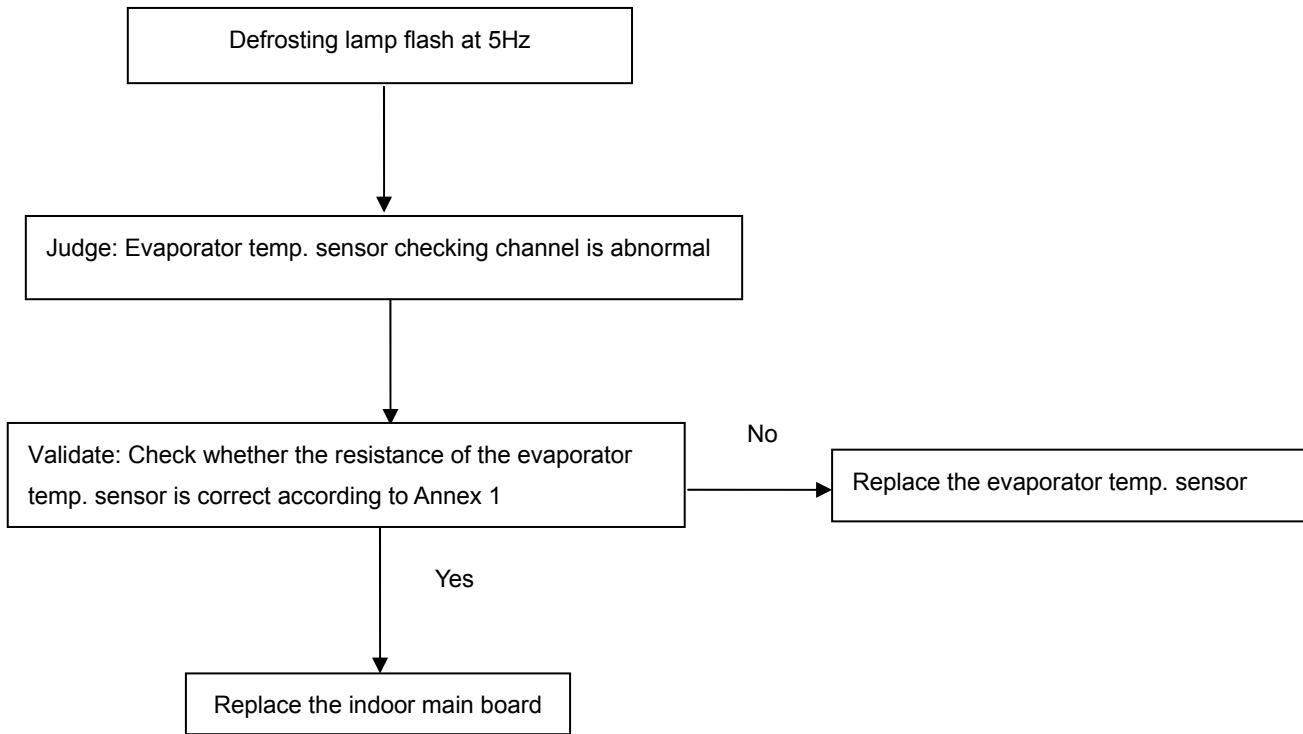 Defrosting lamp flash at 5Hz
Judge: Evaporator temp. sensor checking channel is abnormal
Validate: Check whether the resistance of the evaporator
temp. sensor is correct according to Annex 1
No
Replace the evaporator temp. sensor
Yes
Replace the indoor main board